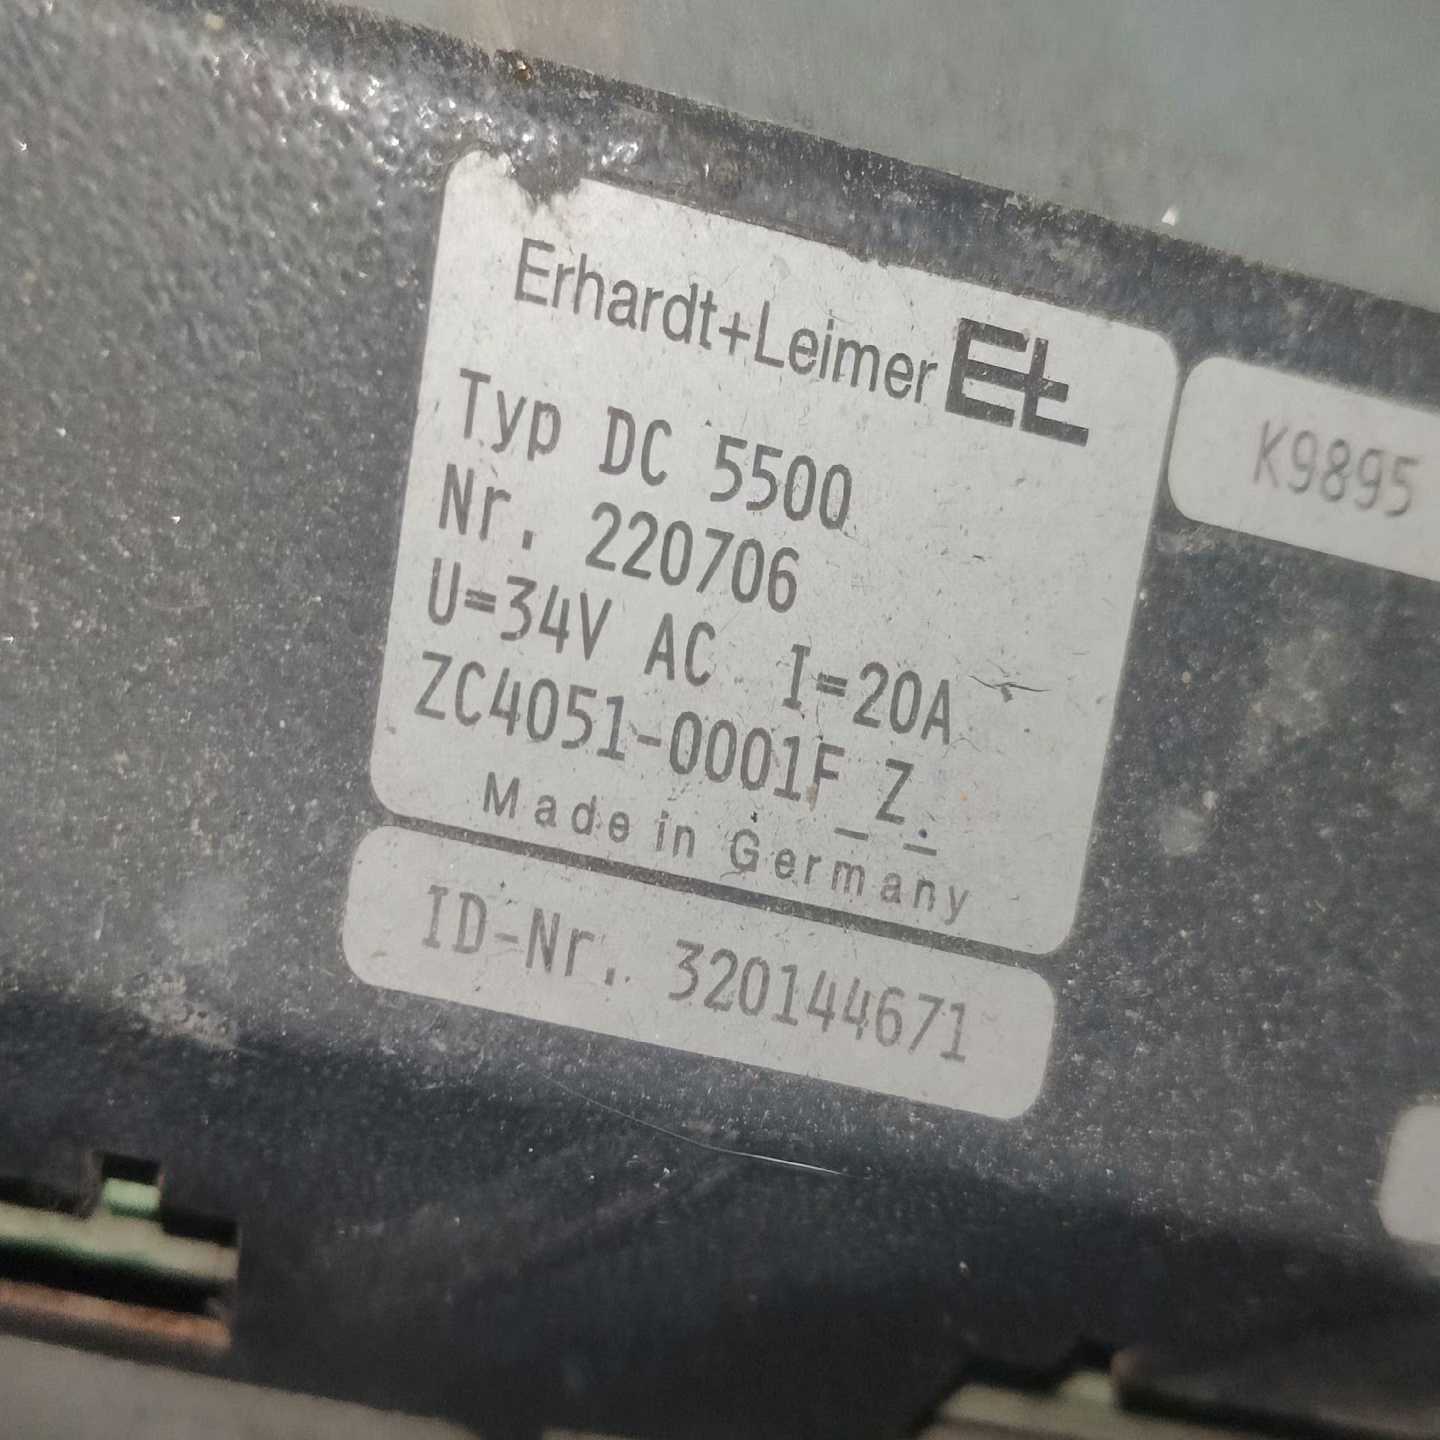 Erhardt+Leimer EL
Typ DC 5500
Nr. 220706
U=34V AC I=20A
ZC4051-0001F_Z._
Made in Germany
ID-Nr. 320144671
K9895